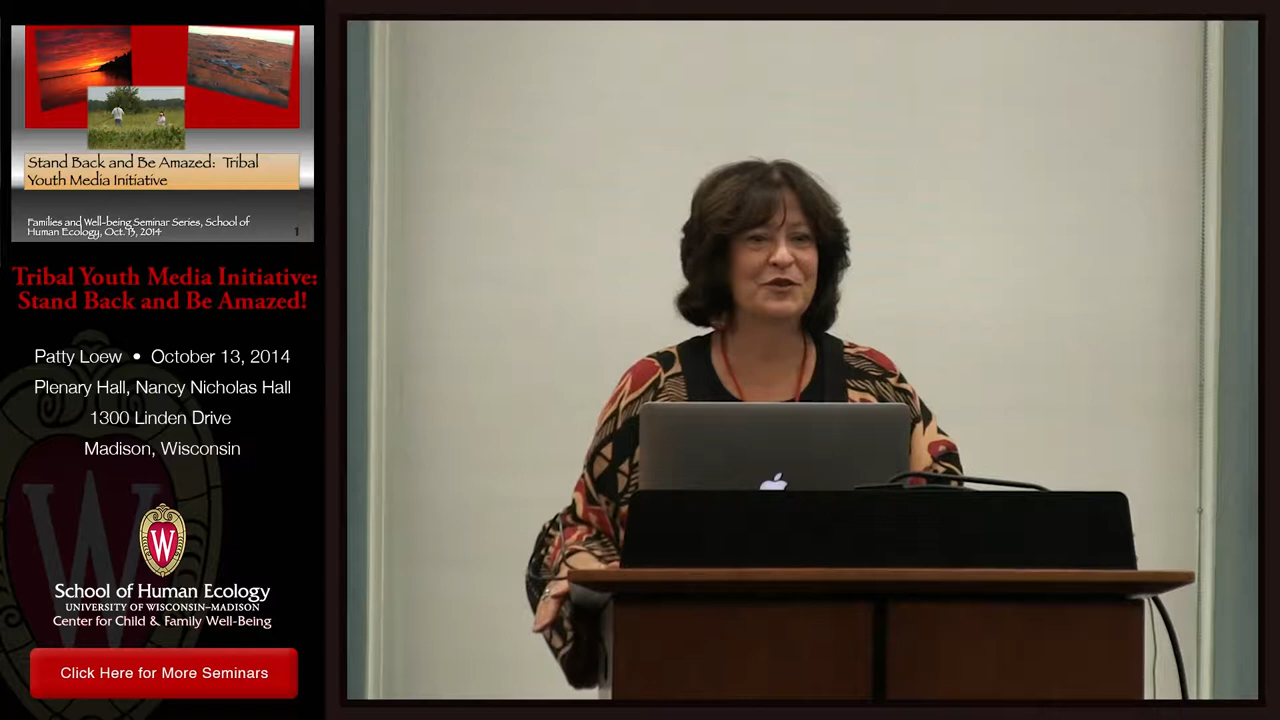 Stand Back and Be Amazed: Tribal
Youth Media Initiative
Families and Well-being Seminar Series, School of
Human Ecology, Oct. 13, 2014
1
Tribal Youth Media Initiative:
Stand Back and Be Amazed!
Patty Loew • October 13, 2014
Plenary Hall, Nancy Nicholas Hall
1300 Linden Drive
Madison, Wisconsin
W
W
School of Human Ecology
UNIVERSITY OF WISCONSIN–MADISON
Center for Child & Family Well-Being
Click Here for More Seminars